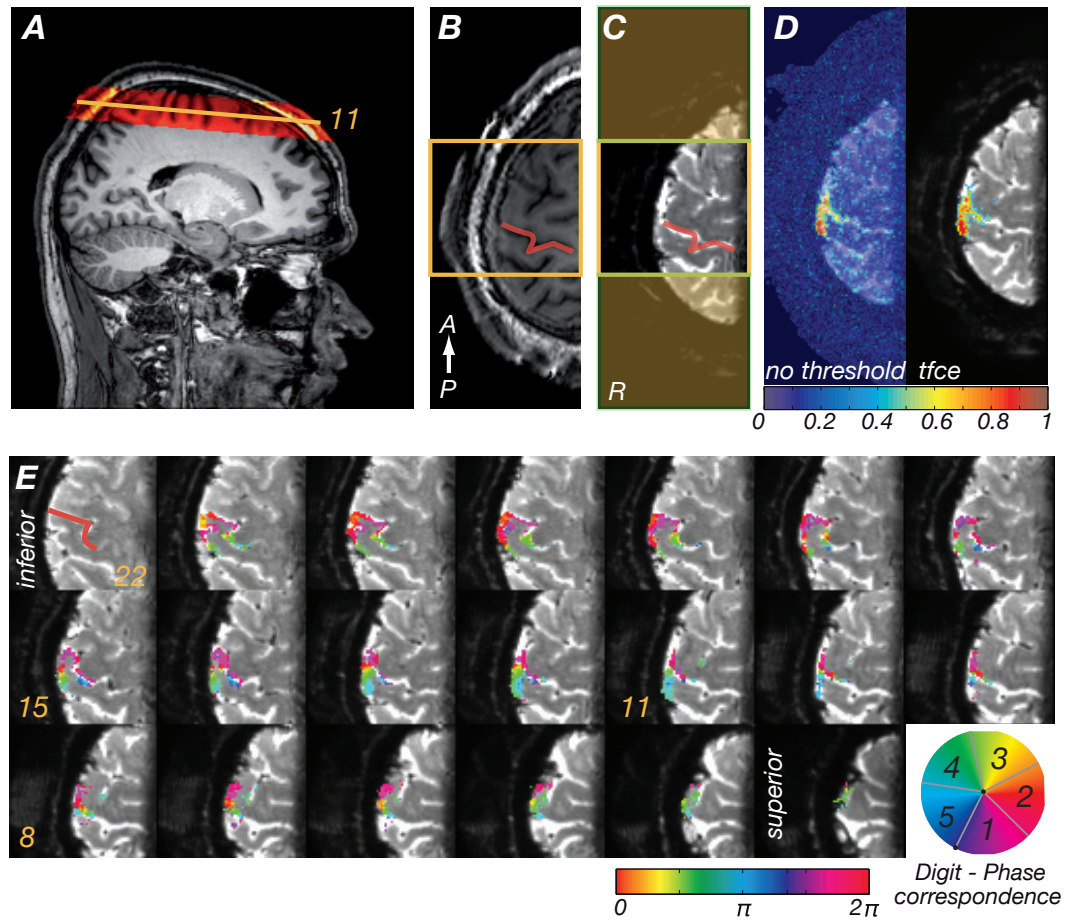 A
11
B
A
P
C
R
D
no threshold
tfce
0
0.2
0.4
0.6
0.8
1
E
inferior
22
15
11
8
superior
3
4
2
5
1
Digit - Phase
correspondence
0
π
2π